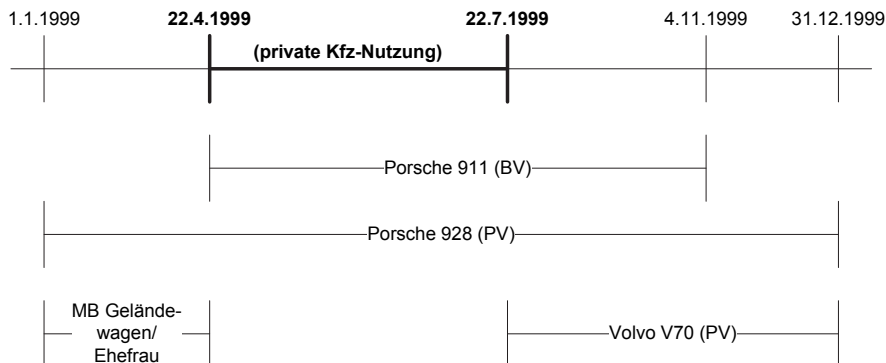 1.1.1999 22.4.1999 22.7.1999 4.11.1999 31.12.1999
(private Kfz-Nutzung)
Porsche 911 (BV)
Porsche 928 (PV)
MB Gelände-
wagen/
Ehefrau
Volvo V70 (PV)